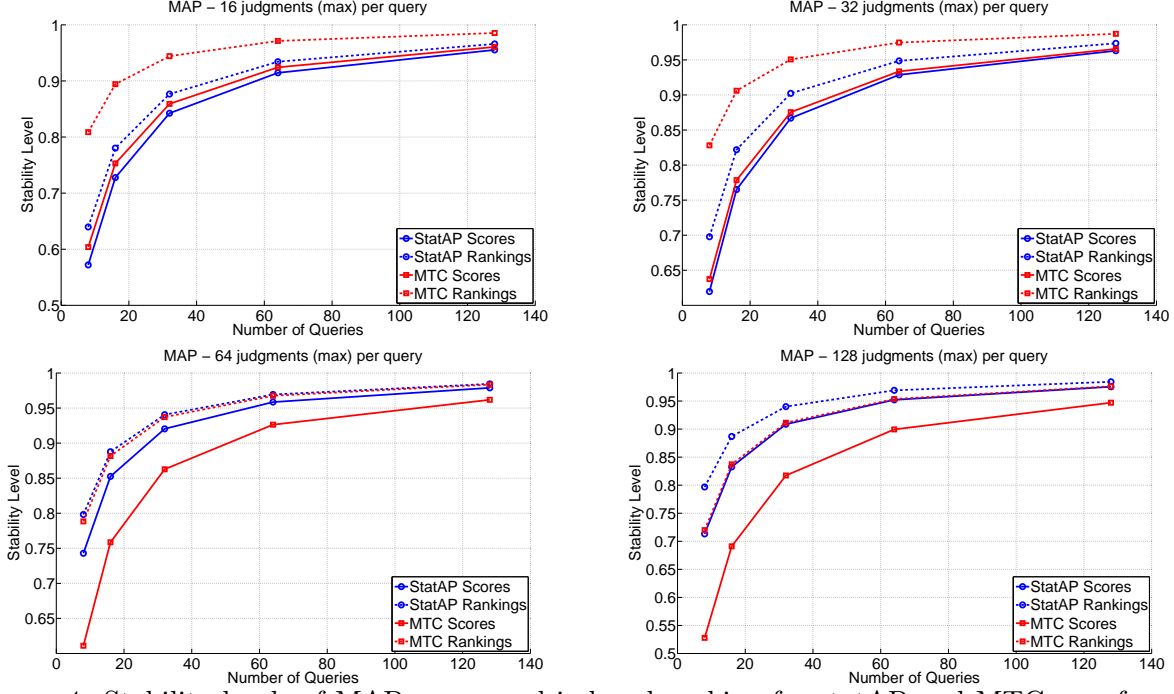 MAP − 16 judgments (max) per query
1
0.9
0.8
0.7
0.6
0.5
Stability Level
0 20 40 60 80 100 120 140
Number of Queries
StatAP Scores
StatAP Rankings
MTC Scores
MTC Rankings
MAP − 32 judgments (max) per query
1
0.95
0.9
0.85
0.8
0.75
0.7
0.65
Stability Level
0 20 40 60 80 100 120 140
Number of Queries
StatAP Scores
StatAP Rankings
MTC Scores
MTC Rankings
MAP − 64 judgments (max) per query
1
0.95
0.9
0.85
0.8
0.75
0.7
0.65
Stability Level
0 20 40 60 80 100 120 140
Number of Queries
StatAP Scores
StatAP Rankings
MTC Scores
MTC Rankings
MAP − 128 judgments (max) per query
1
0.95
0.9
0.85
0.8
0.75
0.7
0.65
0.6
0.55
0.5
Stability Level
0 20 40 60 80 100 120 140
Number of Queries
StatAP Scores
StatAP Rankings
MTC Scores
MTC Rankings
4: Stability levels of MAP